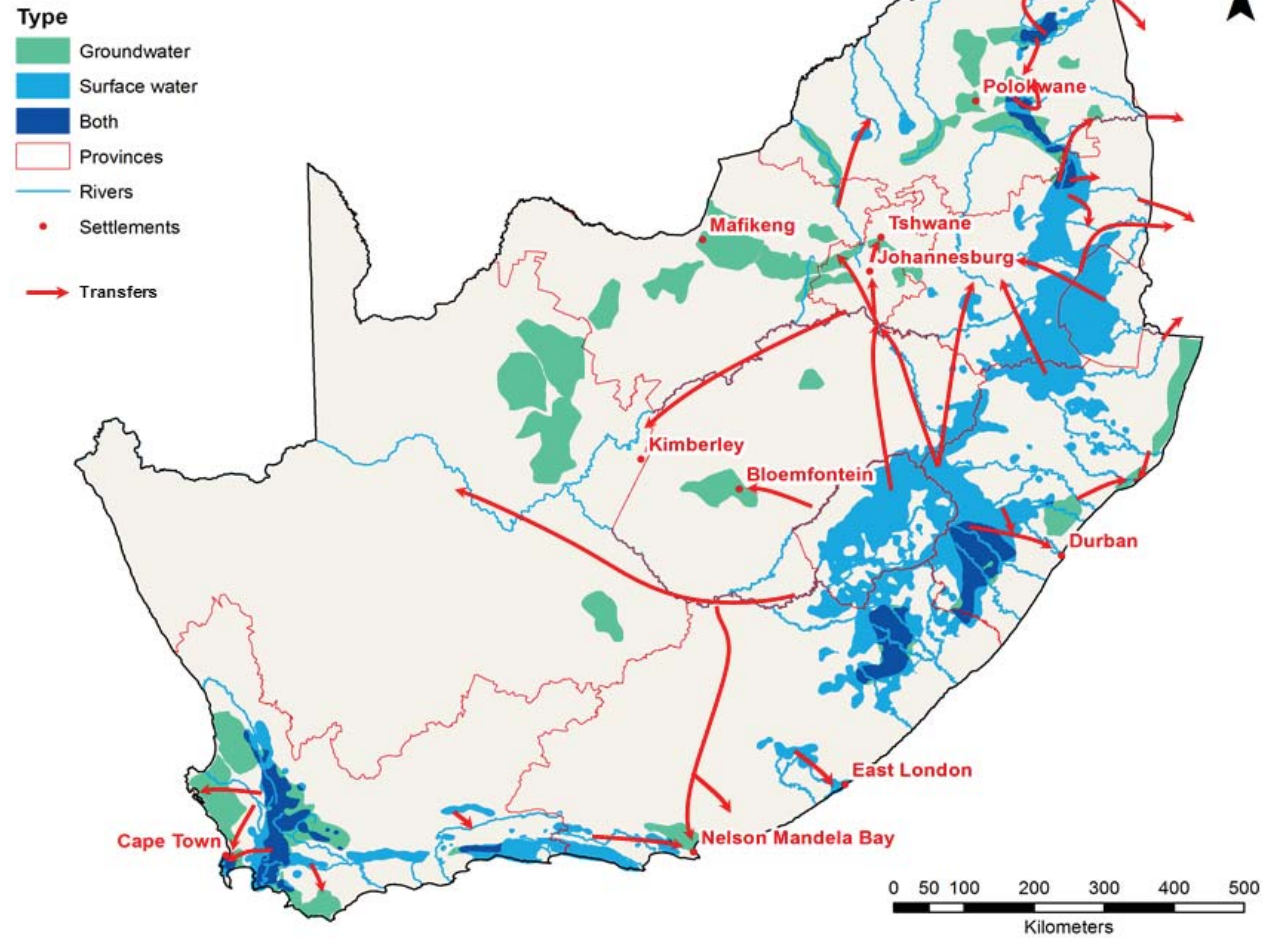 Type
Groundwater
Surface water
Both
Provinces
Rivers
Settlements
Transfers
Polokwane
Mafikeng
Tshwane
Johannesburg
Kimberley
Bloemfontein
Durban
East London
Cape Town
Nelson Mandela Bay
0 50 100 200 300 400 500
Kilometers